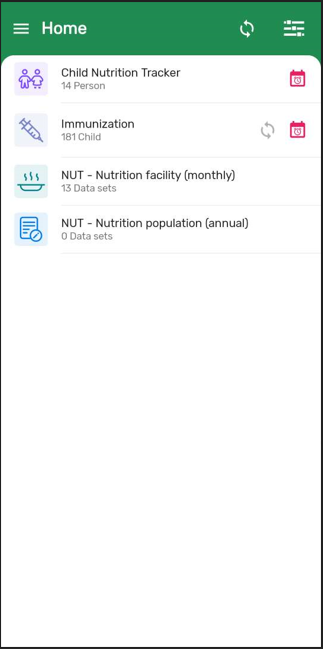 Home
Child Nutrition Tracker
14 Person
Immunization
181 Child
NUT - Nutrition facility (monthly)
13 Data sets
NUT - Nutrition population (annual)
0 Data sets